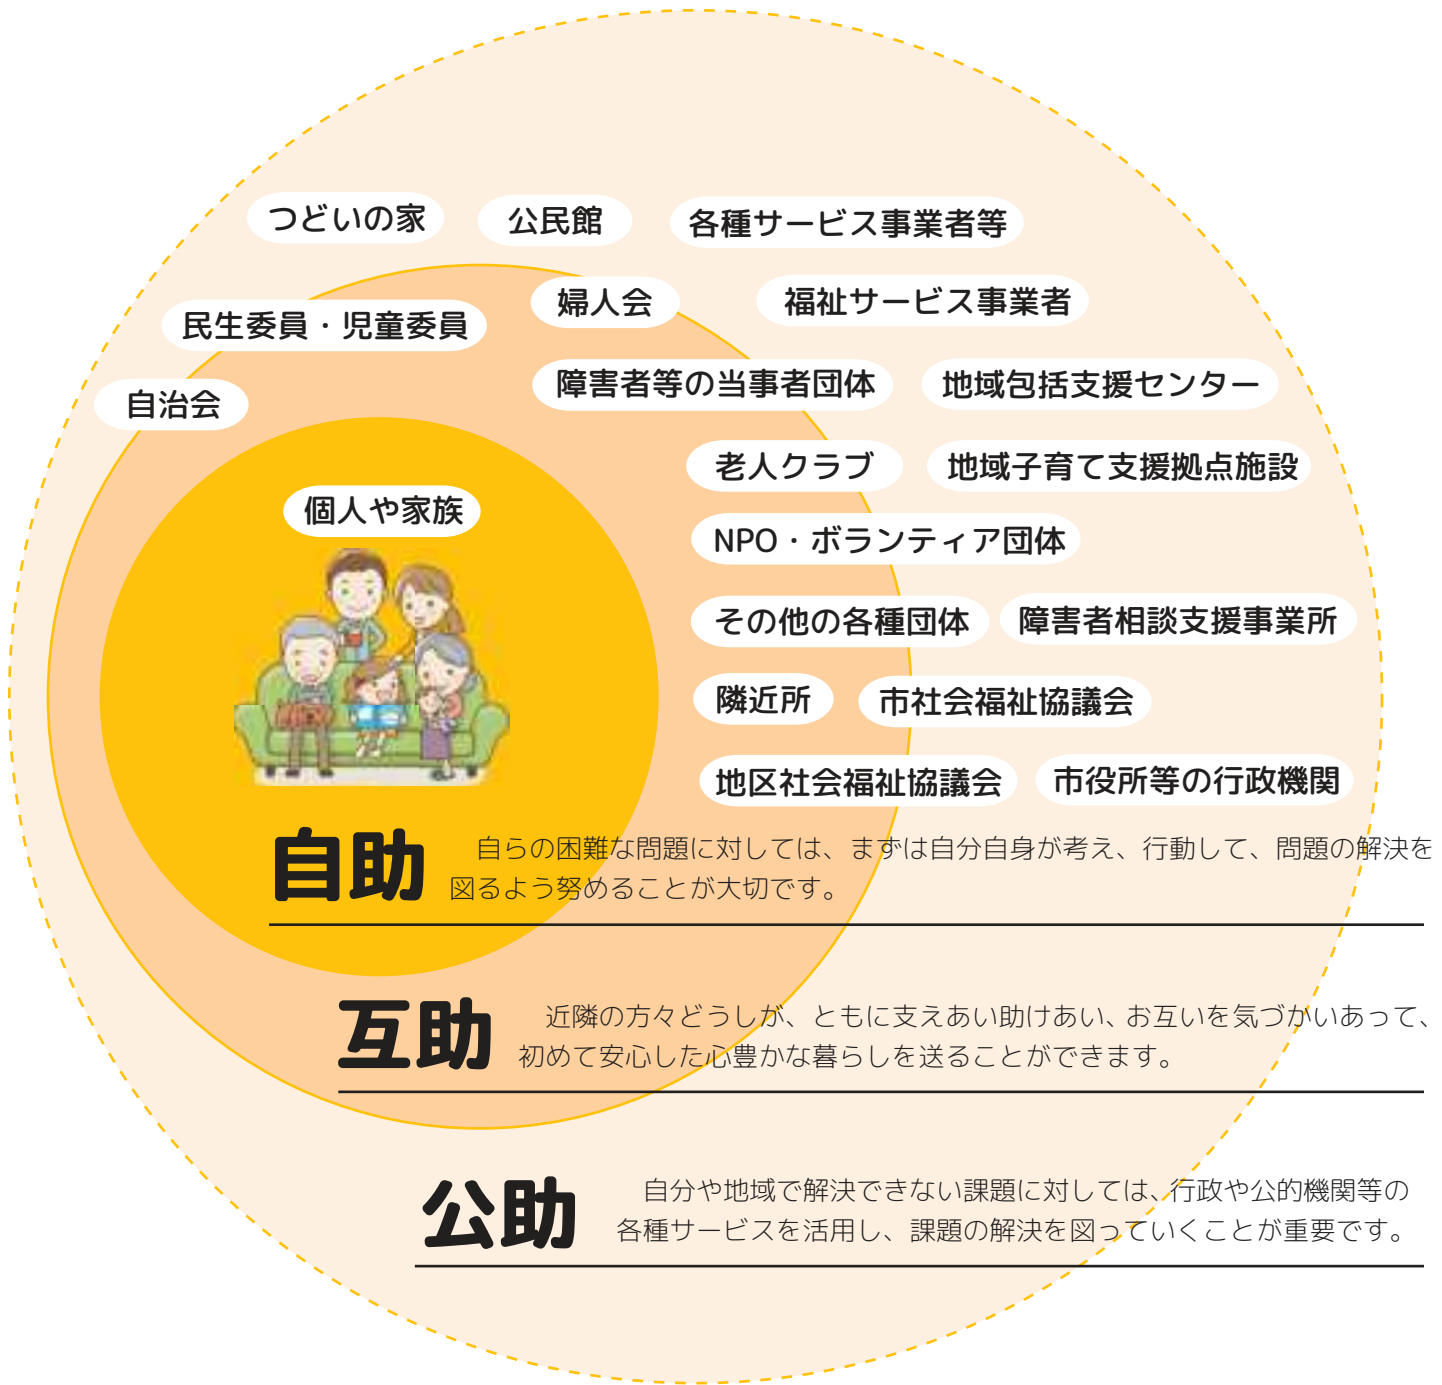 つどいの家
公民館
各種サービス事業者等
民生委員・児童委員
婦人会
福祉サービス事業者
自治会
障害者等の当事者団体
地域包括支援センター
老人クラブ
地域子育て支援拠点施設
個人や家族
NPO・ボランティア団体
その他の各種団体
障害者相談支援事業所
隣近所
市社会福祉協議会
地区社会福祉協議会
市役所等の行政機関
自助
自らの困難な問題に対しては、まずは自分自身が考え、行動して、問題の解決を
図るよう努めることが大切です。
互助
近隣の方々どうしが、ともに支えあい助けあい、お互いを気づかいあって、
初めて安心した心豊かな暮らしを送ることができます。
公助
自分や地域で解決できない課題に対しては、行政や公的機関等の
各種サービスを活用し、課題の解決を図っていくことが重要です。